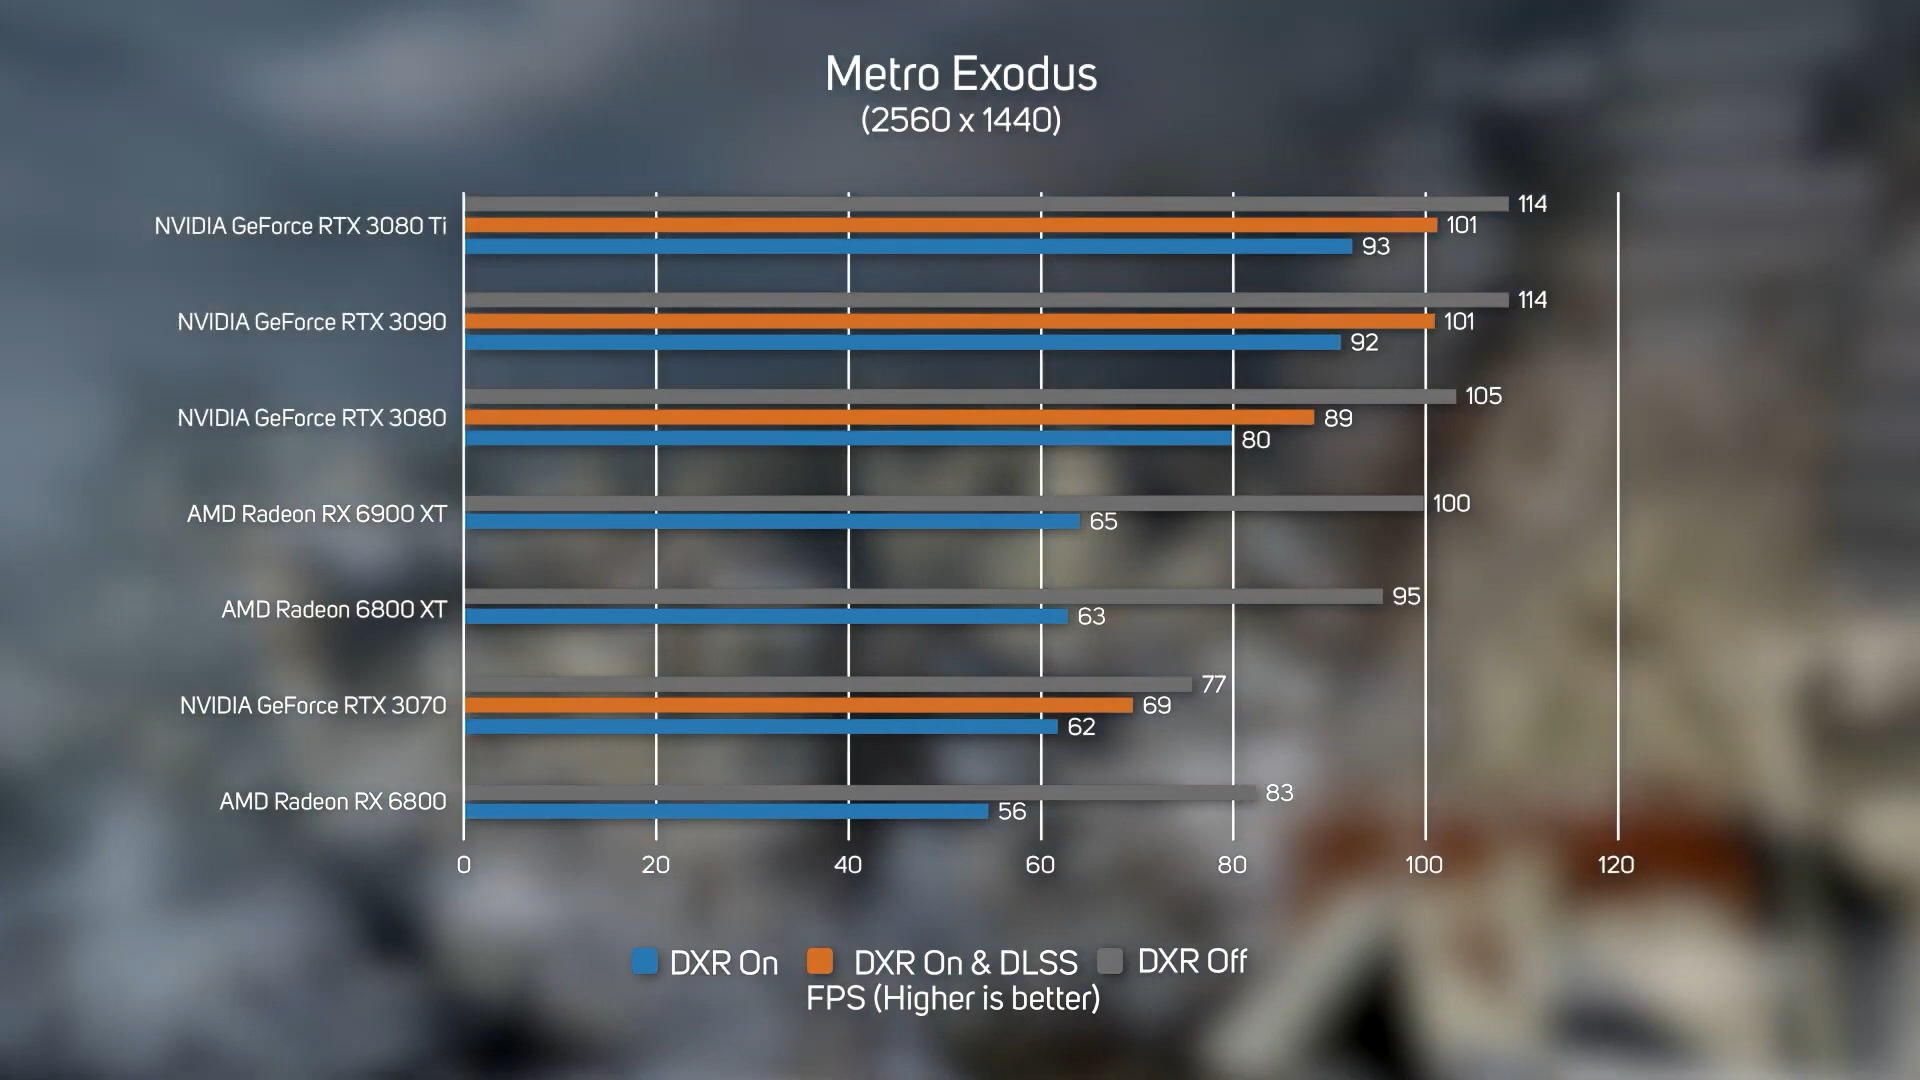 Metro Exodus
(2560 x 1440)
NVIDIA GeForce RTX 3080 Ti
114
101
93
NVIDIA GeForce RTX 3090
114
101
92
NVIDIA GeForce RTX 3080
105
89
80
AMD Radeon RX 6900 XT
100
65
AMD Radeon 6800 XT
95
63
NVIDIA GeForce RTX 3070
77
69
62
AMD Radeon RX 6800
83
56
0 20 40 60 80 100 120
DXR On DXR On & DLSS DXR Off
FPS (Higher is better)